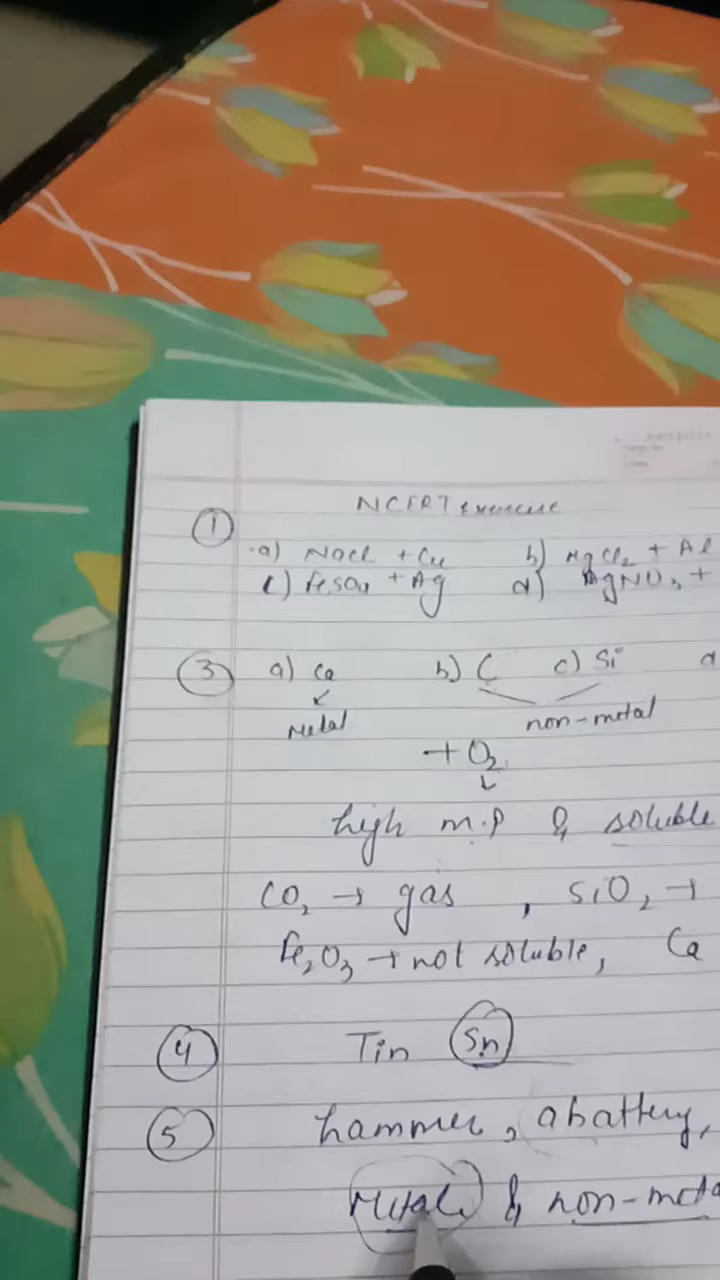 NCERT exercise
① a) NaCl + Cu b) MgCl₂ + Al
c) FeSO₄ + Ag d) AgNO₃ +
③ a) Ca b) C c) Si d
Metal non-metal
+ O₂
high m.p & soluble
CO₂ → gas , SiO₂ →
Fe₂O₃ → not soluble, Ca
④ Tin Sn
⑤ hammer, a battery,
Metals & non-meta